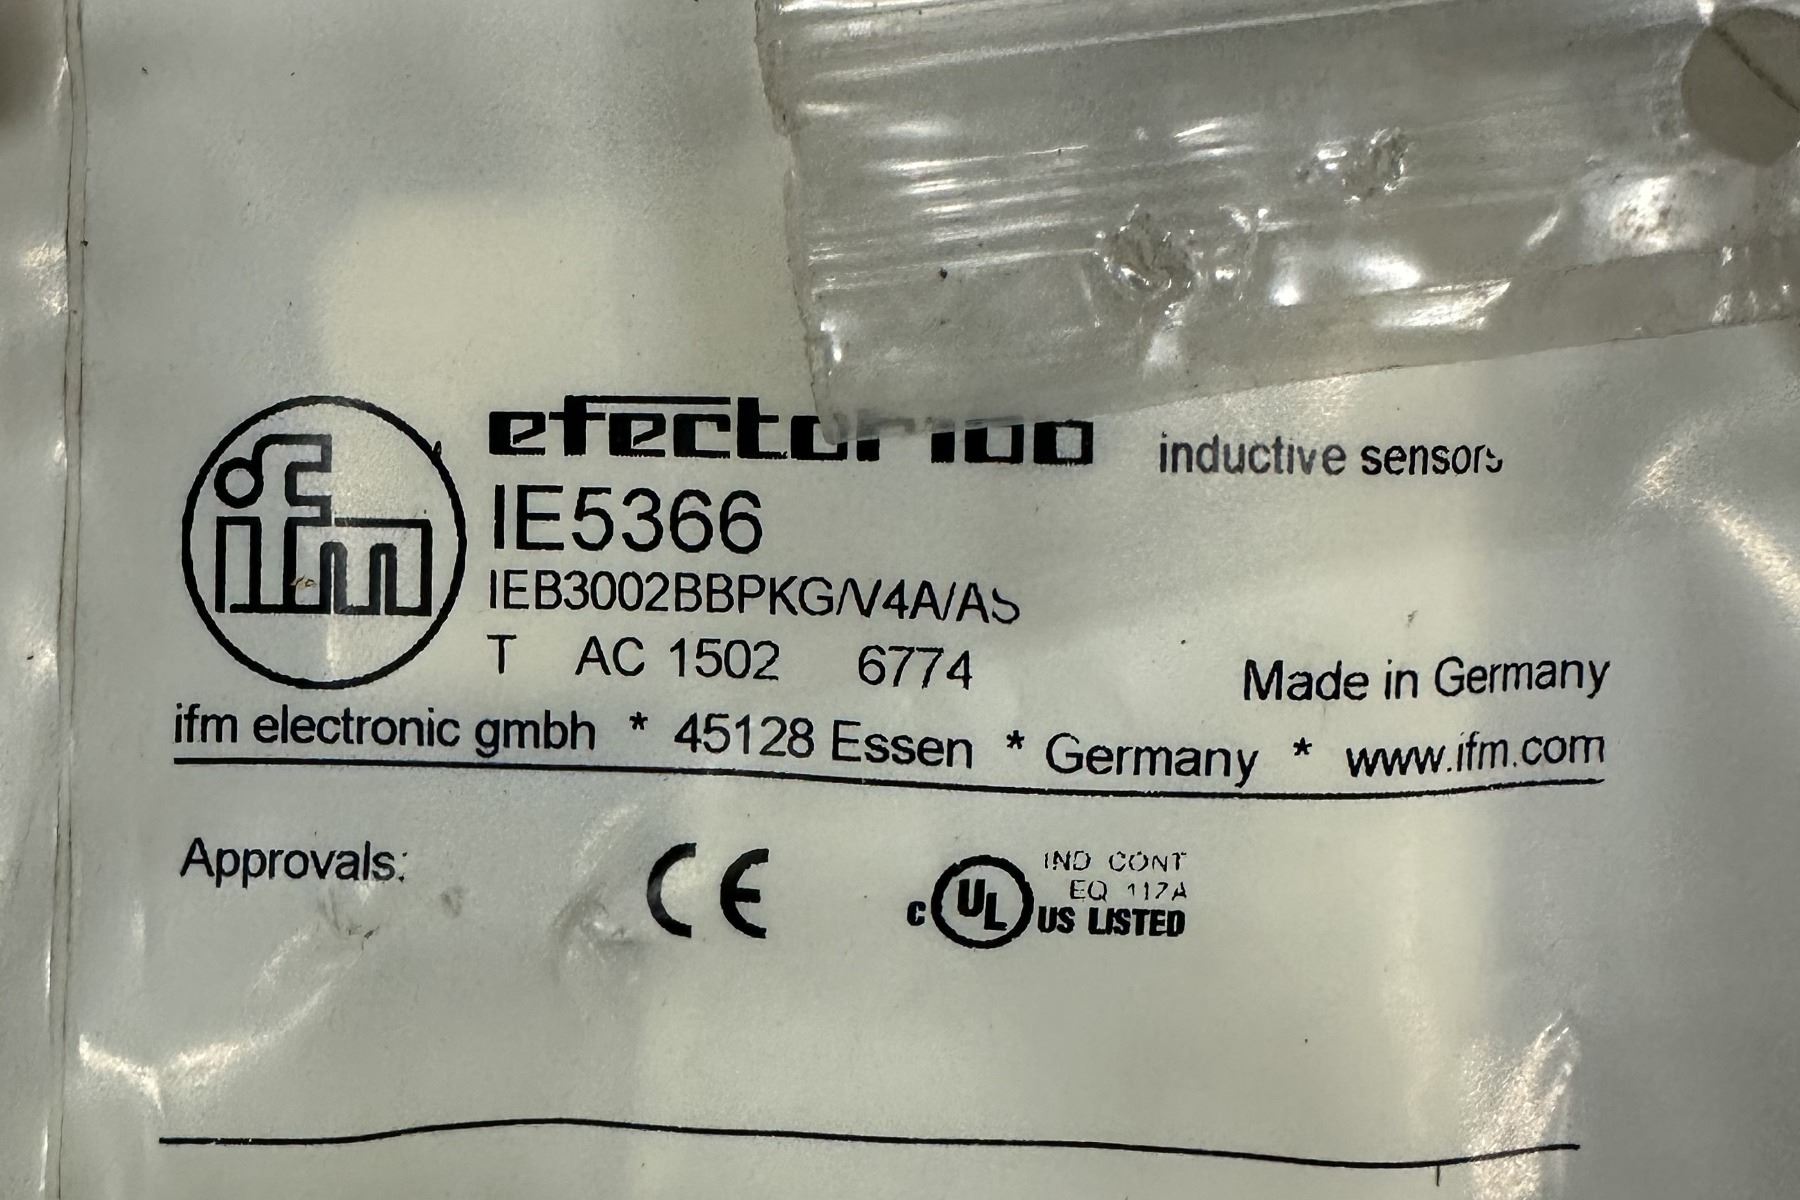 ifm
efector100 inductive sensors
IE5366
IEB3002BBPKG/V4A/AS
T AC 1502 6774
Made in Germany
ifm electronic gmbh * 45128 Essen * Germany * www.ifm.com
Approvals:
CE
c UL US LISTED
IND CONT
EQ 117A